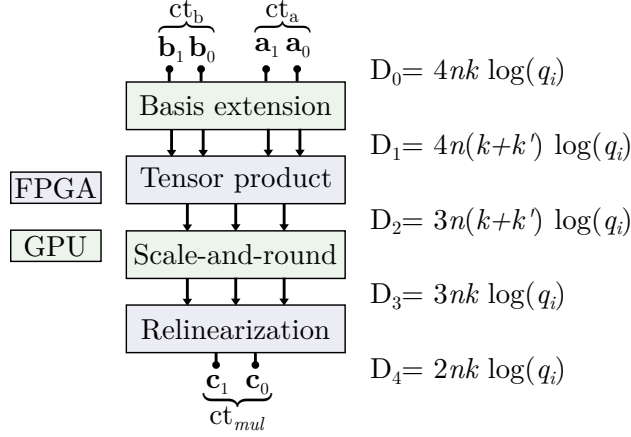 ct_b ct_a
b_1 b_0 a_1 a_0
D_0= 4nk log(q_i)
Basis extension
D_1= 4n(k+k') log(q_i)
FPGA
Tensor product
D_2= 3n(k+k') log(q_i)
GPU
Scale-and-round
D_3= 3nk log(q_i)
Relinearization
D_4= 2nk log(q_i)
c_1 c_0
ct_mul